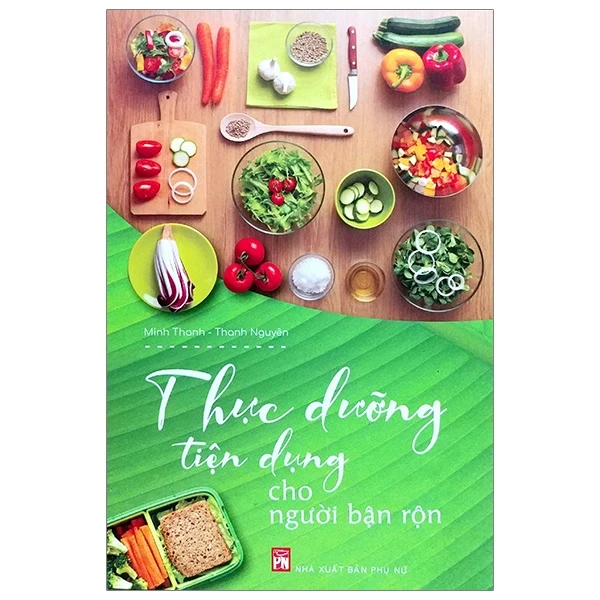 Minh Thanh - Thanh Nguyên
Thực dưỡng
tiện dụng
cho
người bận rộn
PN
NHÀ XUẤT BẢN PHỤ NỮ